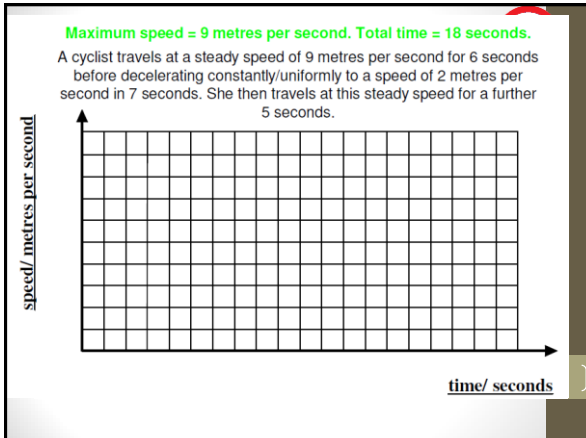 Maximum speed = 9 metres per second. Total time = 18 seconds.
A cyclist travels at a steady speed of 9 metres per second for 6 seconds
before decelerating constantly/uniformly to a speed of 2 metres per
second in 7 seconds. She then travels at this steady speed for a further
5 seconds.
speed/ metres per second
time/ seconds